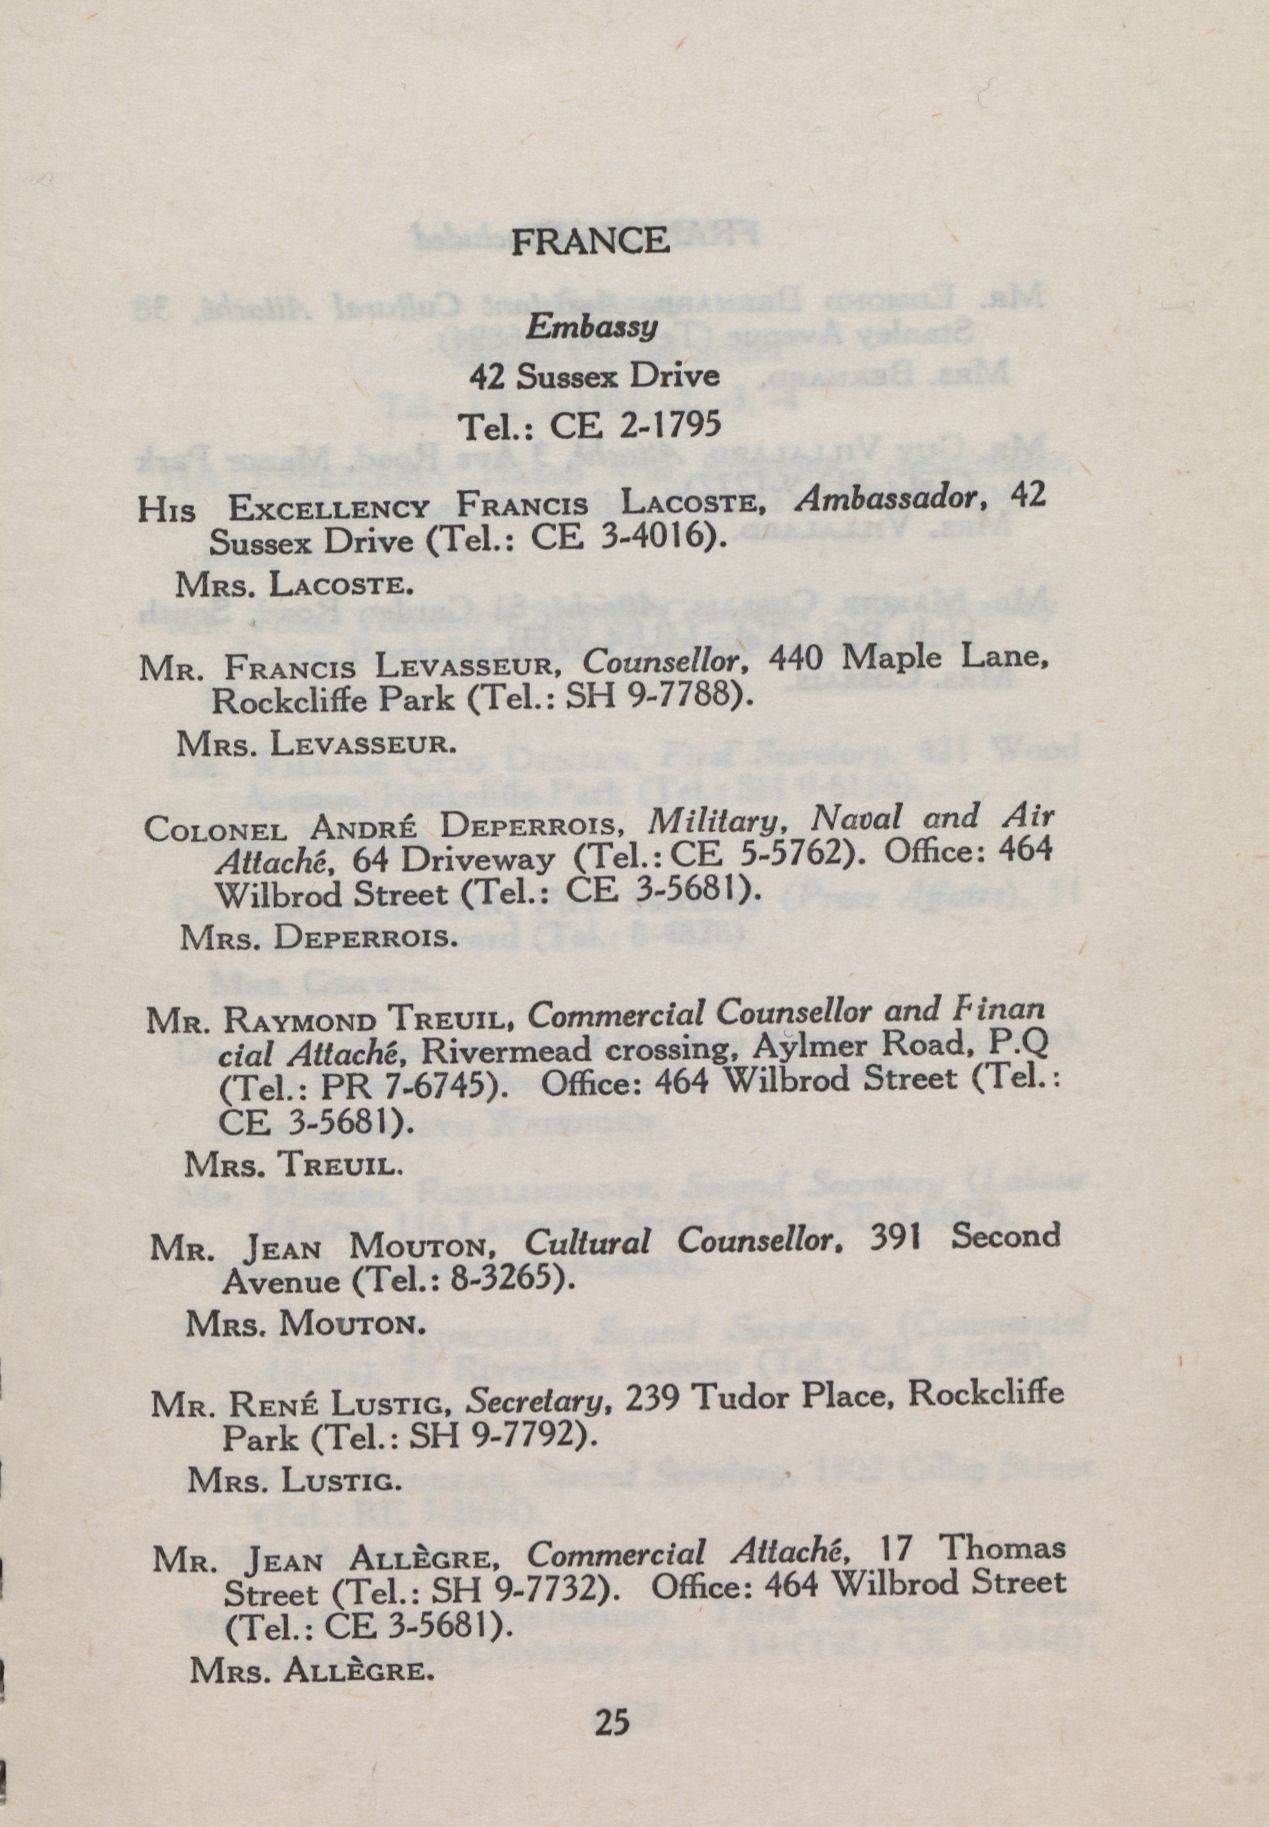 FRANCE
Embassy
42 Sussex Drive
Tel.: CE 2-1795
HIS EXCELLENCY FRANCIS LACOSTE, Ambassador, 42
Sussex Drive (Tel.: CE 3-4016).
MRS. LACOSTE.
MR. FRANCIS LEVASSEUR, Counsellor, 440 Maple Lane,
Rockcliffe Park (Tel.: SH 9-7788).
MRS. LEVASSEUR.
COLONEL ANDRÉ DEPERROIS, Military, Naval and Air
Attaché, 64 Driveway (Tel.: CE 5-5762). Office: 464
Wilbrod Street (Tel.: CE 3-5681).
MRS. DEPERROIS.
MR. RAYMOND TREUIL, Commercial Counsellor and Finan
cial Attaché, Rivermead crossing, Aylmer Road, P.Q
(Tel.: PR 7-6745). Office: 464 Wilbrod Street (Tel.:
CE 3-5681).
MRS. TREUIL.
MR. JEAN MOUTON, Cultural Counsellor, 391 Second
Avenue (Tel.: 8-3265).
MRS. MOUTON.
MR. RENÉ LUSTIG, Secretary, 239 Tudor Place, Rockcliffe
Park (Tel.: SH 9-7792).
MRS. LUSTIG.
MR. JEAN ALLÈGRE, Commercial Attaché, 17 Thomas
Street (Tel.: SH 9-7732). Office: 464 Wilbrod Street
(Tel.: CE 3-5681).
MRS. ALLÈGRE.
25